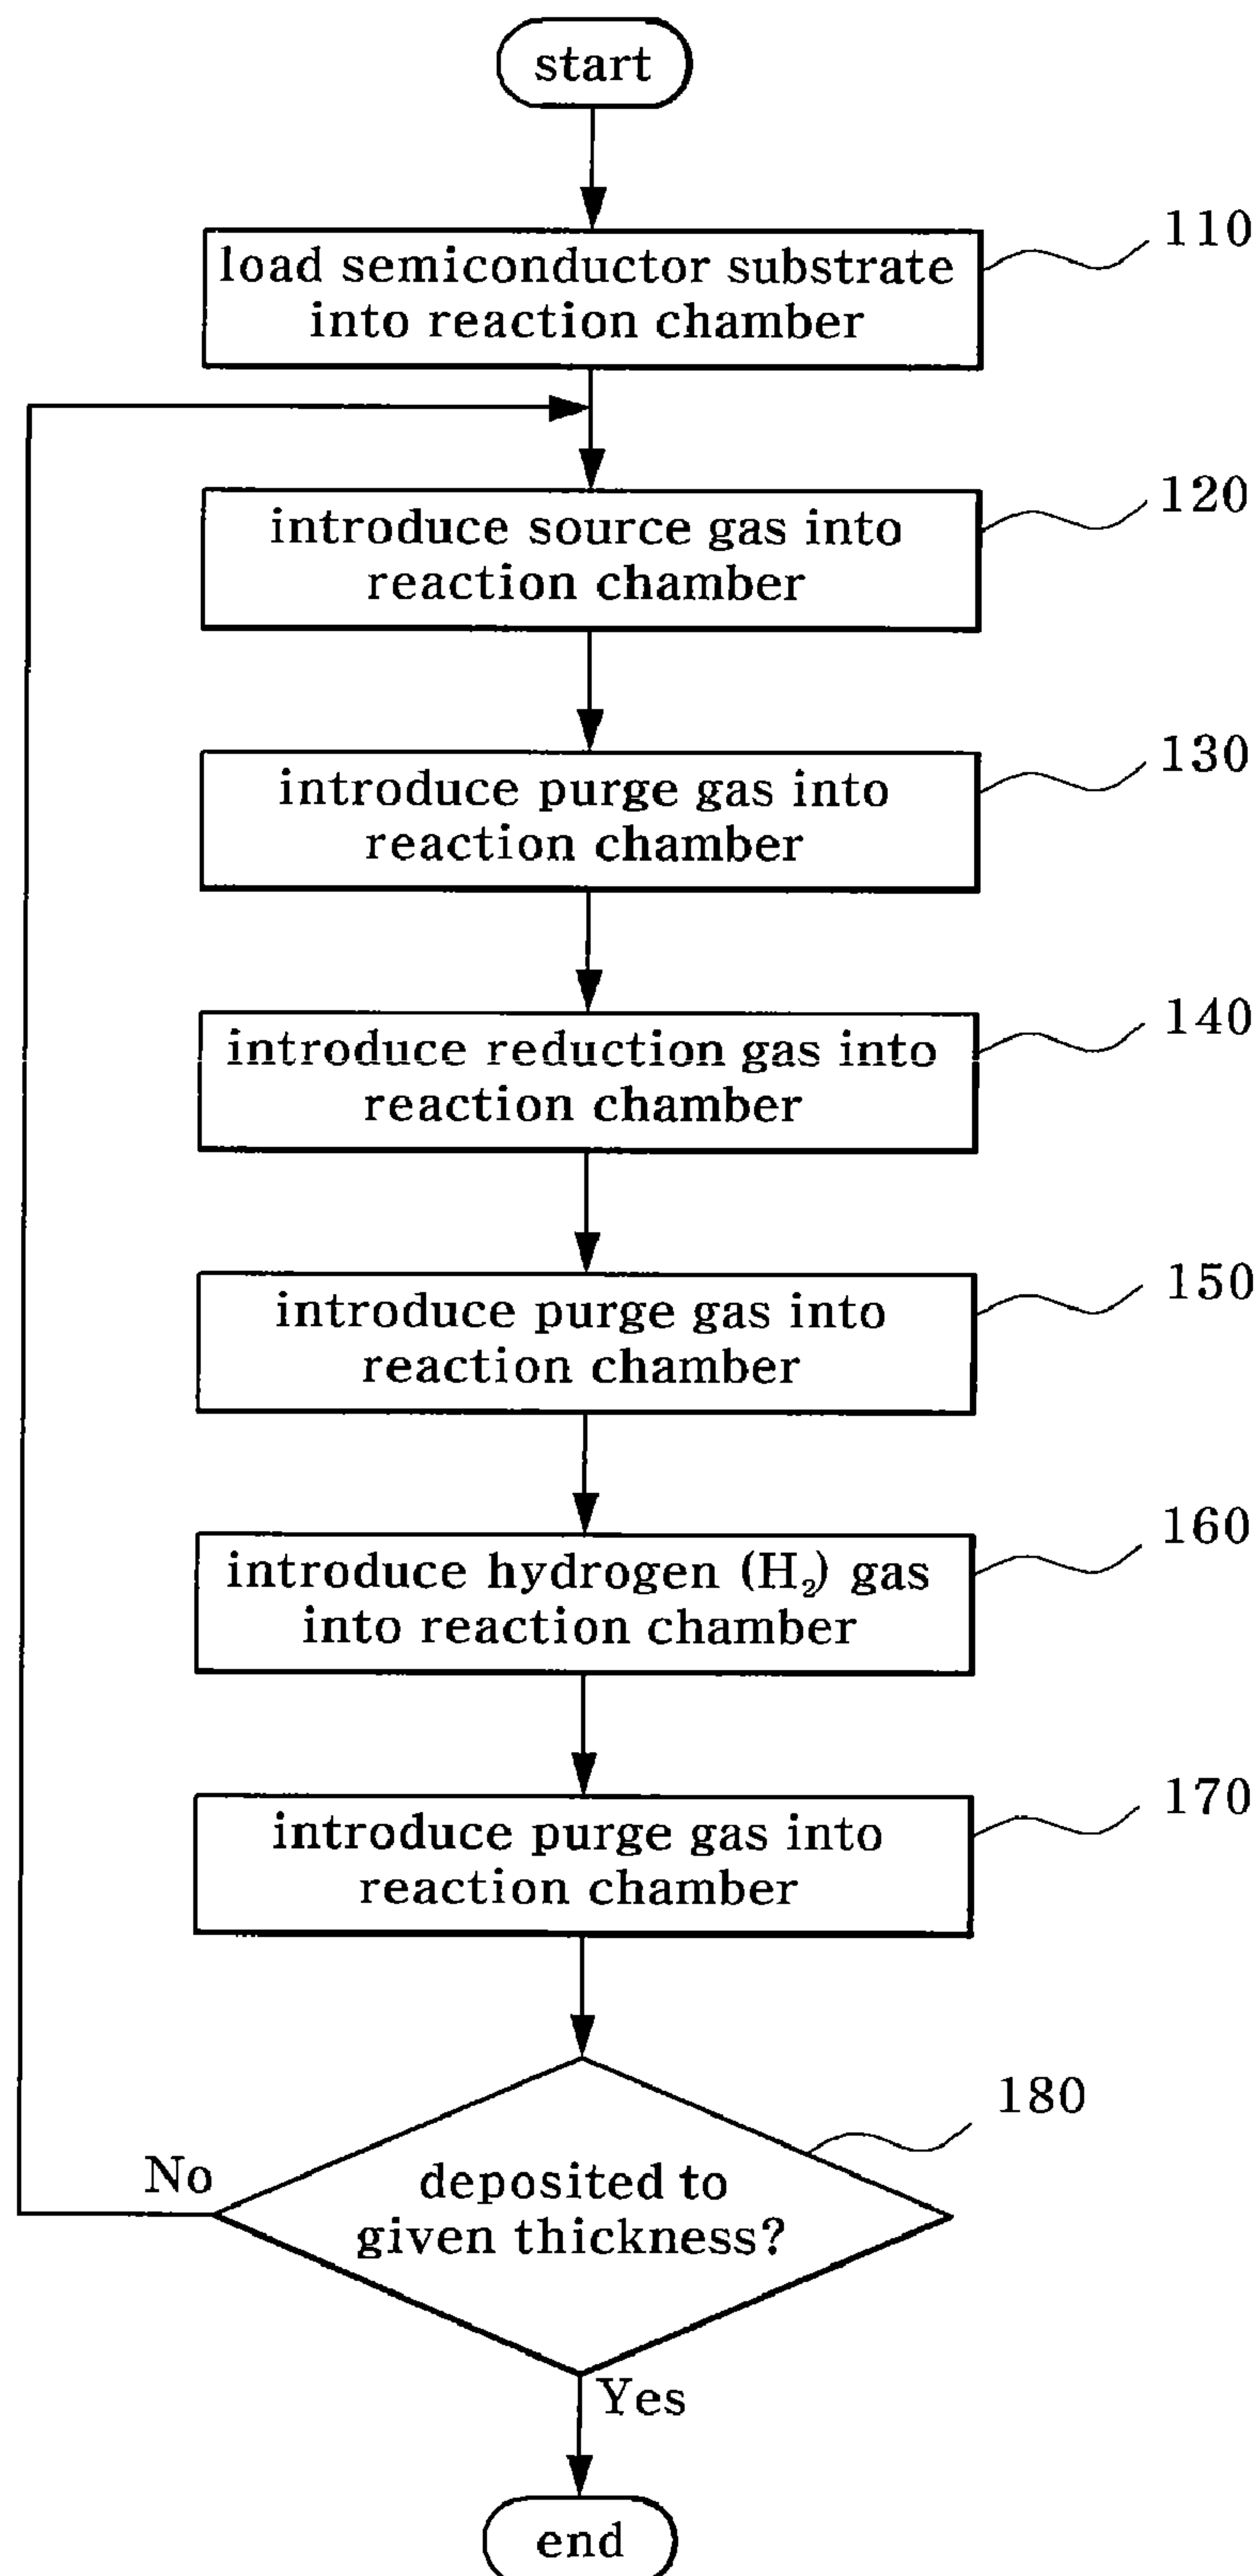 start
110
load semiconductor substrate
into reaction chamber
120
introduce source gas into
reaction chamber
130
introduce purge gas into
reaction chamber
140
introduce reduction gas into
reaction chamber
150
introduce purge gas into
reaction chamber
160
introduce hydrogen (H₂) gas
into reaction chamber
170
introduce purge gas into
reaction chamber
180
No
deposited to
given thickness?
Yes
end